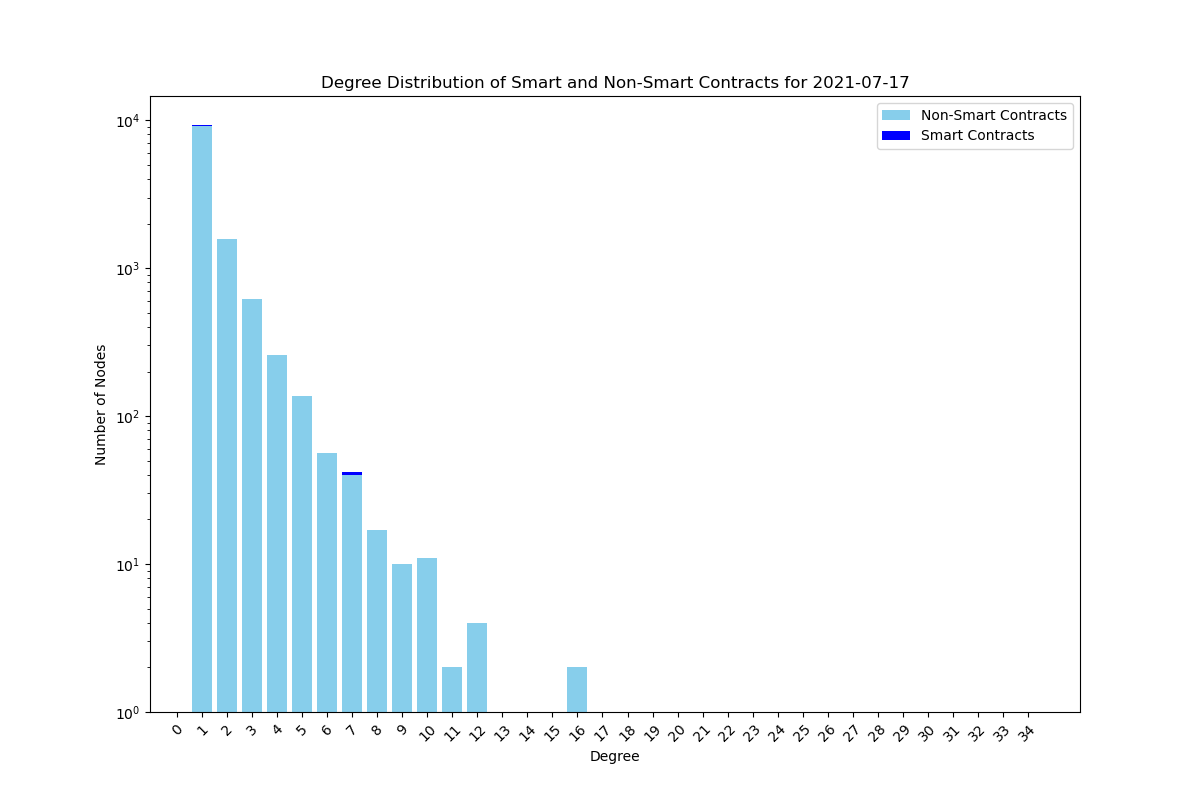 Degree Distribution of Smart and Non-Smart Contracts for 2021-07-17
Non-Smart Contracts
Smart Contracts
Number of Nodes
10⁴
10³
10²
10¹
10⁰
0 1 2 3 4 5 6 7 8 9 10 11 12 13 14 15 16 17 18 19 20 21 22 23 24 25 26 27 28 29 30 31 32 33 34
Degree